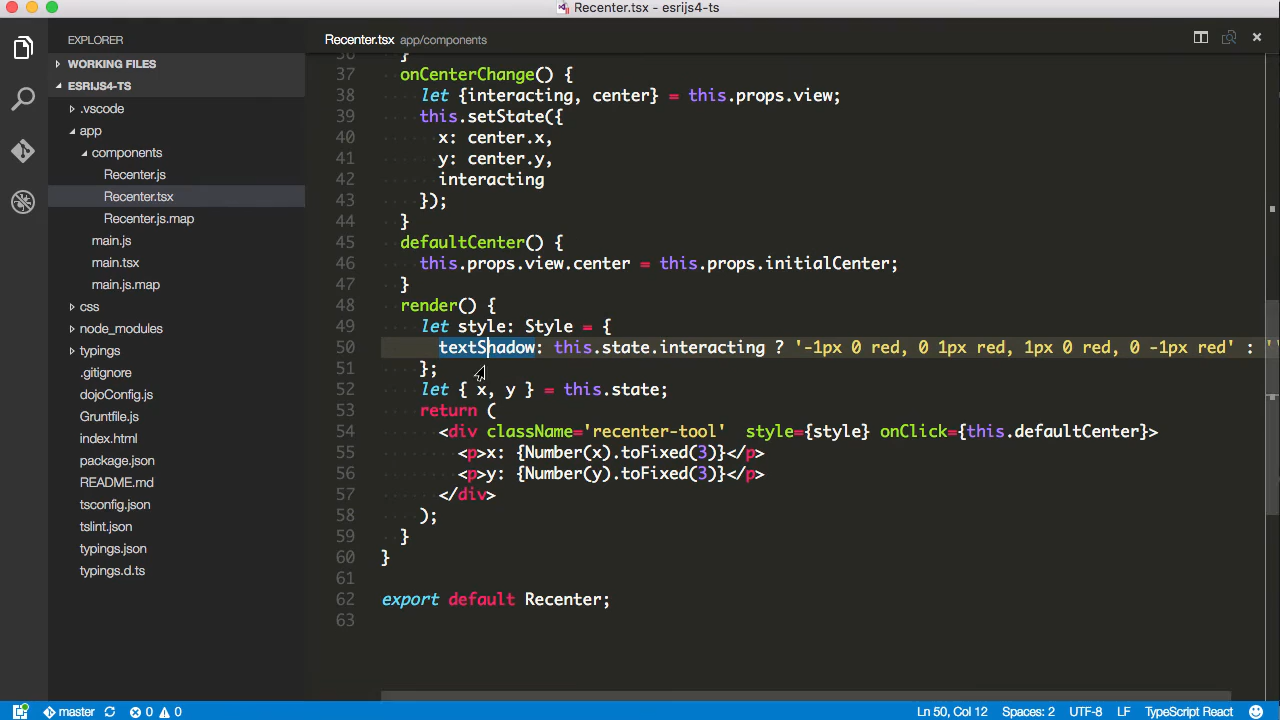 Recenter.tsx - esrijs4-ts
EXPLORER
WORKING FILES
ESRIJS4-TS
.vscode
app
components
Recenter.js
Recenter.tsx
Recenter.js.map
main.js
main.tsx
main.js.map
css
node_modules
typings
.gitignore
dojoConfig.js
Gruntfile.js
index.html
package.json
README.md
tsconfig.json
tslint.json
typings.json
typings.d.ts
Recenter.tsx app/components
36 }
37 onCenterChange() {
38 let {interacting, center} = this.props.view;
39 this.setState({
40 x: center.x,
41 y: center.y,
42 interacting
43 });
44 }
45 defaultCenter() {
46 this.props.view.center = this.props.initialCenter;
47 }
48 render() {
49 let style: Style = {
50 textShadow: this.state.interacting ? '-1px 0 red, 0 1px red, 1px 0 red, 0 -1px red' : ''
51 };
52 let { x, y } = this.state;
53 return (
54 <div className='recenter-tool' style={style} onClick={this.defaultCenter}>
55 <p>x: {Number(x).toFixed(3)}</p>
56 <p>y: {Number(y).toFixed(3)}</p>
57 </div>
58 );
59 }
60 }
61
62 export default Recenter;
63
master 0 0 Ln 50, Col 12 Spaces: 2 UTF-8 LF TypeScript React